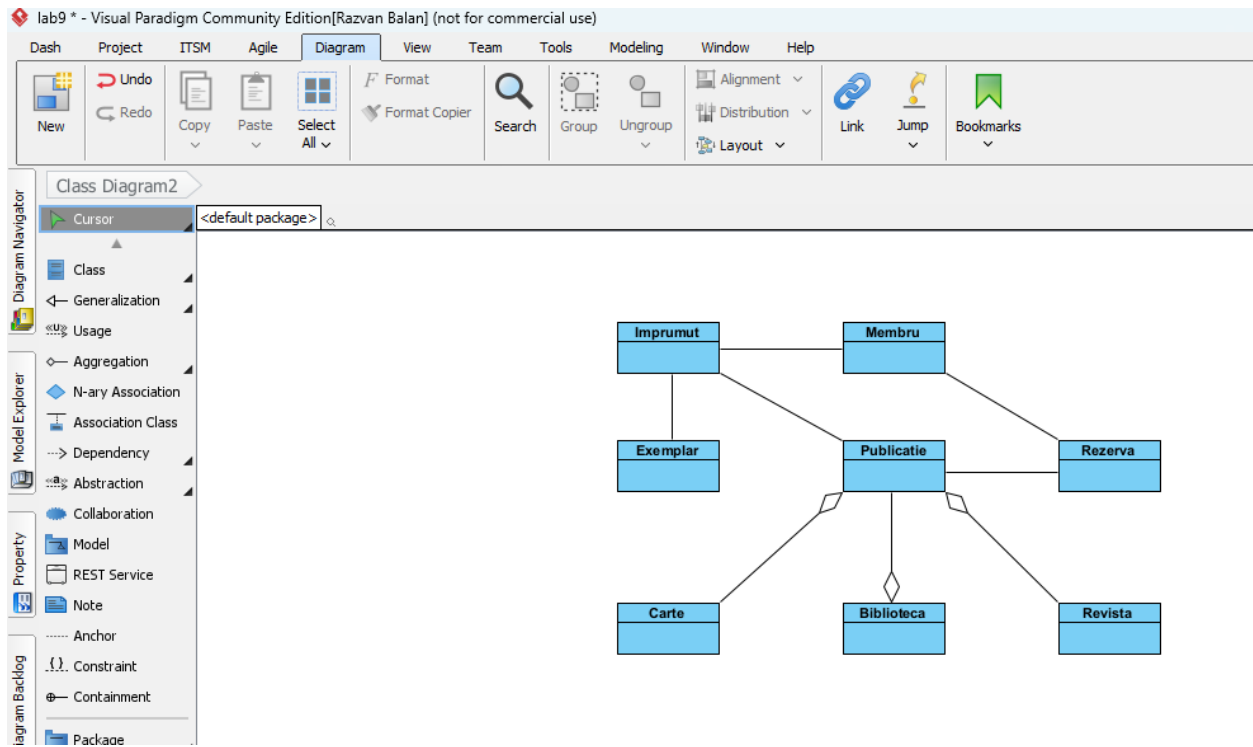 lab9 * - Visual Paradigm Community Edition[Razvan Balan] (not for commercial use)
Dash Project ITSM Agile Diagram View Team Tools Modeling Window Help
New
Undo
Redo
Copy
Paste
Select All
Format
Format Copier
Search
Group
Ungroup
Alignment
Distribution
Layout
Link
Jump
Bookmarks
Class Diagram2
Diagram Navigator
Model Explorer
Property
Diagram Backlog
Cursor
Class
Generalization
«U» Usage
Aggregation
N-ary Association
Association Class
Dependency
«a» Abstraction
Collaboration
Model
REST Service
Note
Anchor
{} Constraint
Containment
Package
<default package>
Imprumut
Membru
Exemplar
Publicatie
Rezerva
Carte
Biblioteca
Revista